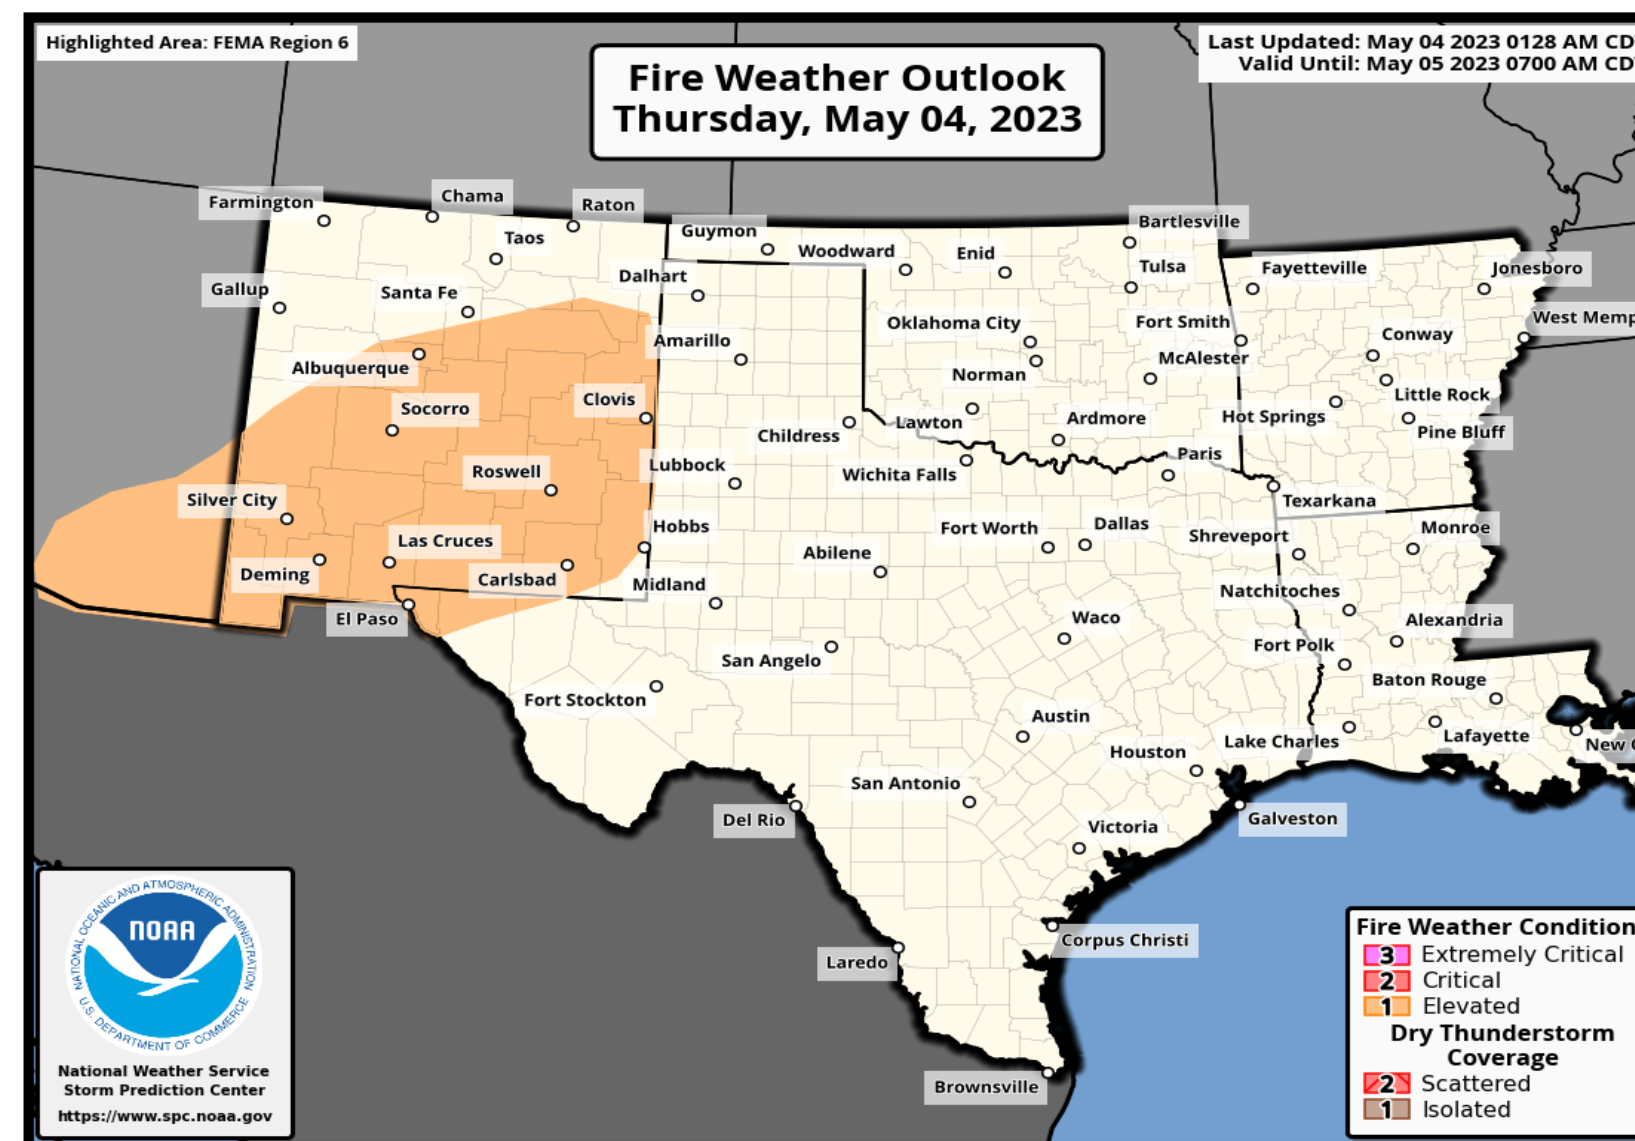 Highlighted Area: FEMA Region 6
Last Updated: May 04 2023 0128 AM CD
Valid Until: May 05 2023 0700 AM CD
Fire Weather Outlook
Thursday, May 04, 2023
Farmington
Chama
Raton
Taos
Guymon
Woodward
Enid
Bartlesville
Tulsa
Fayetteville
Jonesboro
Gallup
Santa Fe
Dalhart
Oklahoma City
Fort Smith
West Memp
Albuquerque
Amarillo
Norman
McAlester
Conway
Socorro
Clovis
Childress
Lawton
Ardmore
Hot Springs
Little Rock
Pine Bluff
Silver City
Roswell
Lubbock
Wichita Falls
Paris
Texarkana
Las Cruces
Hobbs
Abilene
Fort Worth
Dallas
Shreveport
Monroe
Deming
Carlsbad
Midland
Natchitoches
El Paso
Waco
Alexandria
San Angelo
Fort Polk
Fort Stockton
Baton Rouge
Austin
Houston
Lake Charles
Lafayette
New
San Antonio
Del Rio
Victoria
Galveston
Corpus Christi
Laredo
Brownsville
NATIONAL OCEANIC AND ATMOSPHERIC ADMINISTRATION
NOAA
U.S. DEPARTMENT OF COMMERCE
National Weather Service
Storm Prediction Center
https://www.spc.noaa.gov
Fire Weather Condition
3 Extremely Critical
2 Critical
1 Elevated
Dry Thunderstorm
Coverage
2 Scattered
1 Isolated